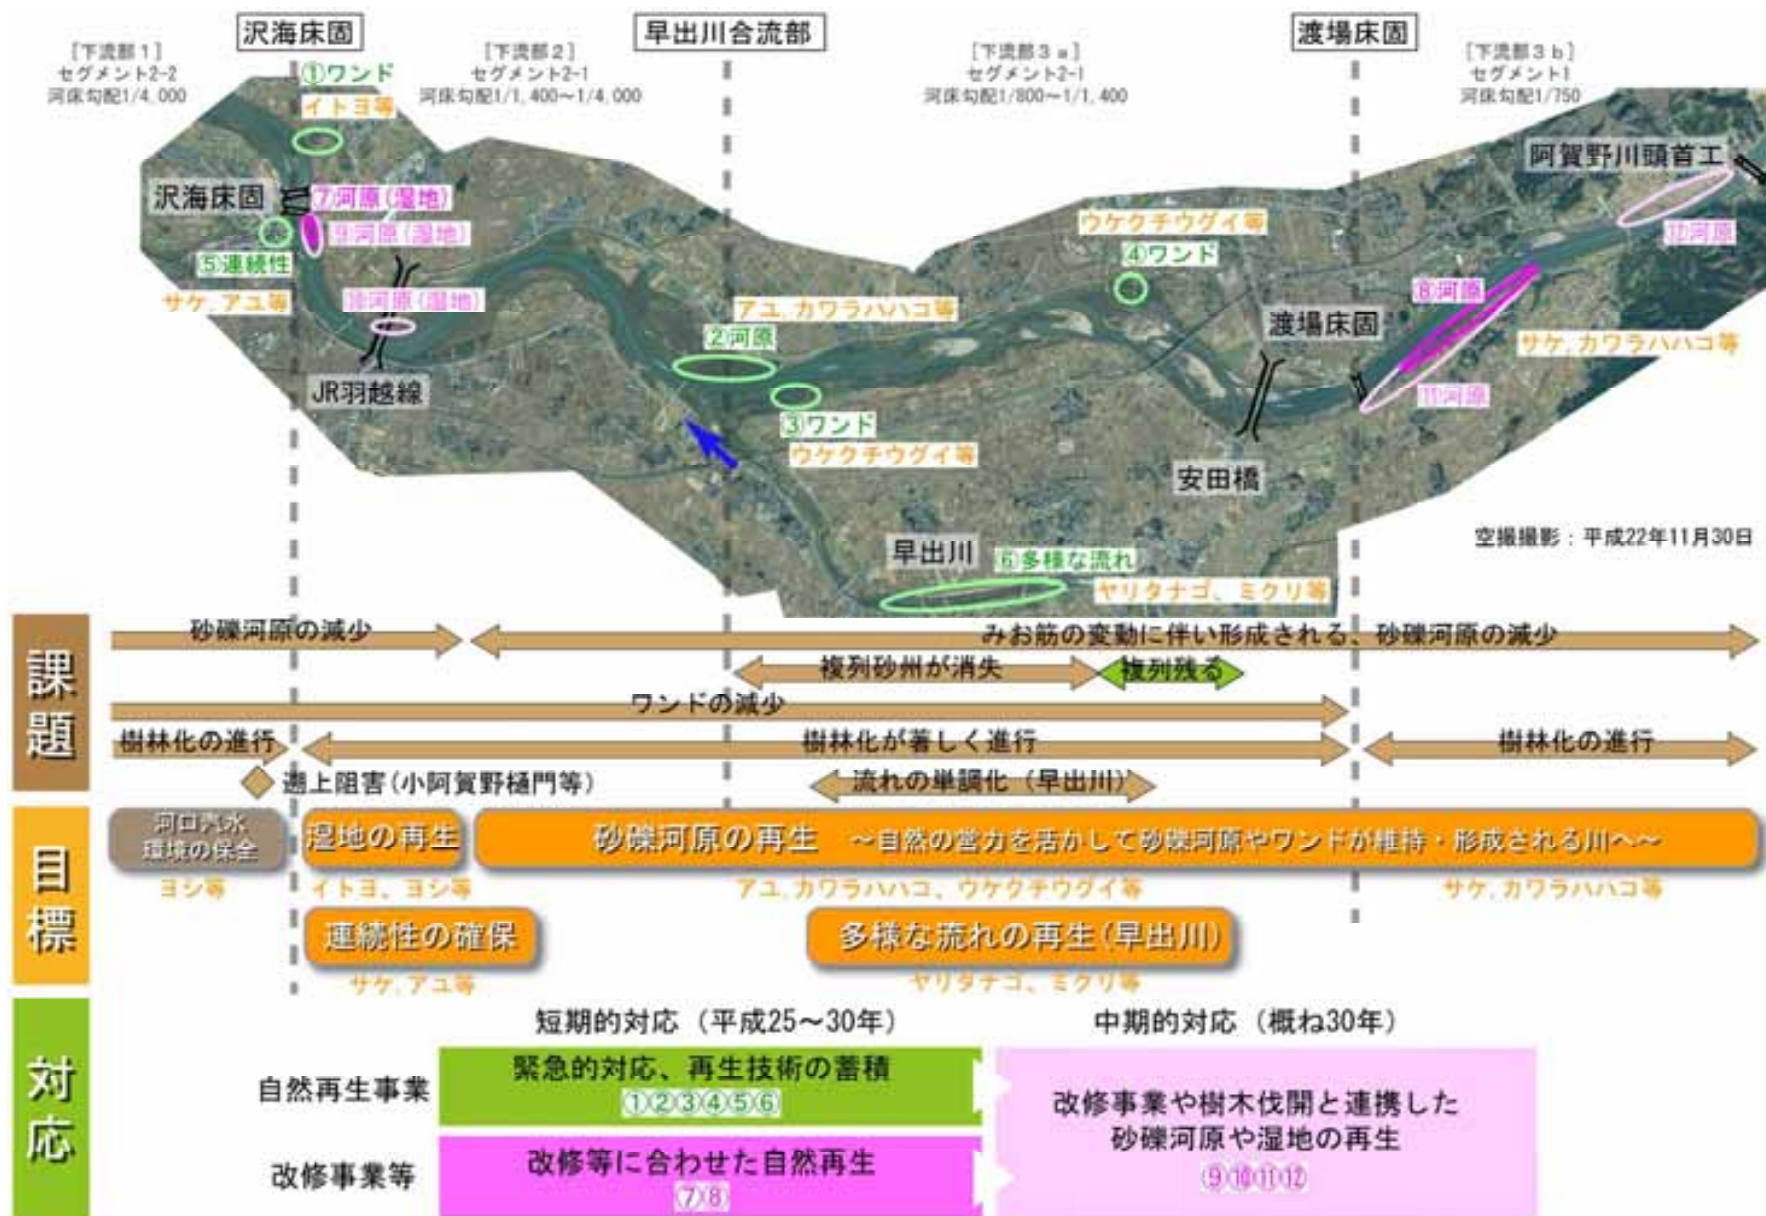 沢海床固
早出川合流部
渡場床固
[下流部1]
セグメント2-2
河床勾配1/4,000
[下流部2]
セグメント2-1
河床勾配1/1,400～1/4,000
[下流部3a]
セグメント2-1
河床勾配1/800～1/1,400
[下流部3b]
セグメント1
河床勾配1/750
①ワンド
イトヨ等
沢海床固
⑦河原(湿地)
⑨河原(湿地)
⑤連続性
サケ,アユ等
⑩河原(湿地)
JR羽越線
アユ,カワラハハコ等
②河原
③ワンド
ウケクチウグイ等
ウケクチウグイ等
④ワンド
渡場床固
安田橋
阿賀野川頭首工
⑫河原
⑧河原
サケ,カワラハハコ等
⑪河原
早出川
⑥多様な流れ
ヤリタナゴ、ミクリ等
空撮撮影：平成22年11月30日
課題
砂礫河原の減少
みお筋の変動に伴い形成される、砂礫河原の減少
複列砂州が消失
複列残る
ワンドの減少
樹林化の進行
樹林化が著しく進行
樹林化の進行
遡上阻害(小阿賀野樋門等)
流れの単調化（早出川）
目標
河口汽水
環境の保全
ヨシ等
湿地の再生
イトヨ、ヨシ等
砂礫河原の再生 ～自然の営力を活かして砂礫河原やワンドが維持・形成される川へ～
アユ,カワラハハコ、ウケクチウグイ等
サケ,カワラハハコ等
連続性の確保
サケ,アユ等
多様な流れの再生(早出川)
ヤリタナゴ、ミクリ等
対応
短期的対応（平成25～30年）
中期的対応（概ね30年）
自然再生事業
緊急的対応、再生技術の蓄積
①②③④⑤⑥
改修事業等
改修等に合わせた自然再生
⑦⑧
改修事業や樹木伐開と連携した
砂礫河原や湿地の再生
⑨⑩⑪⑫